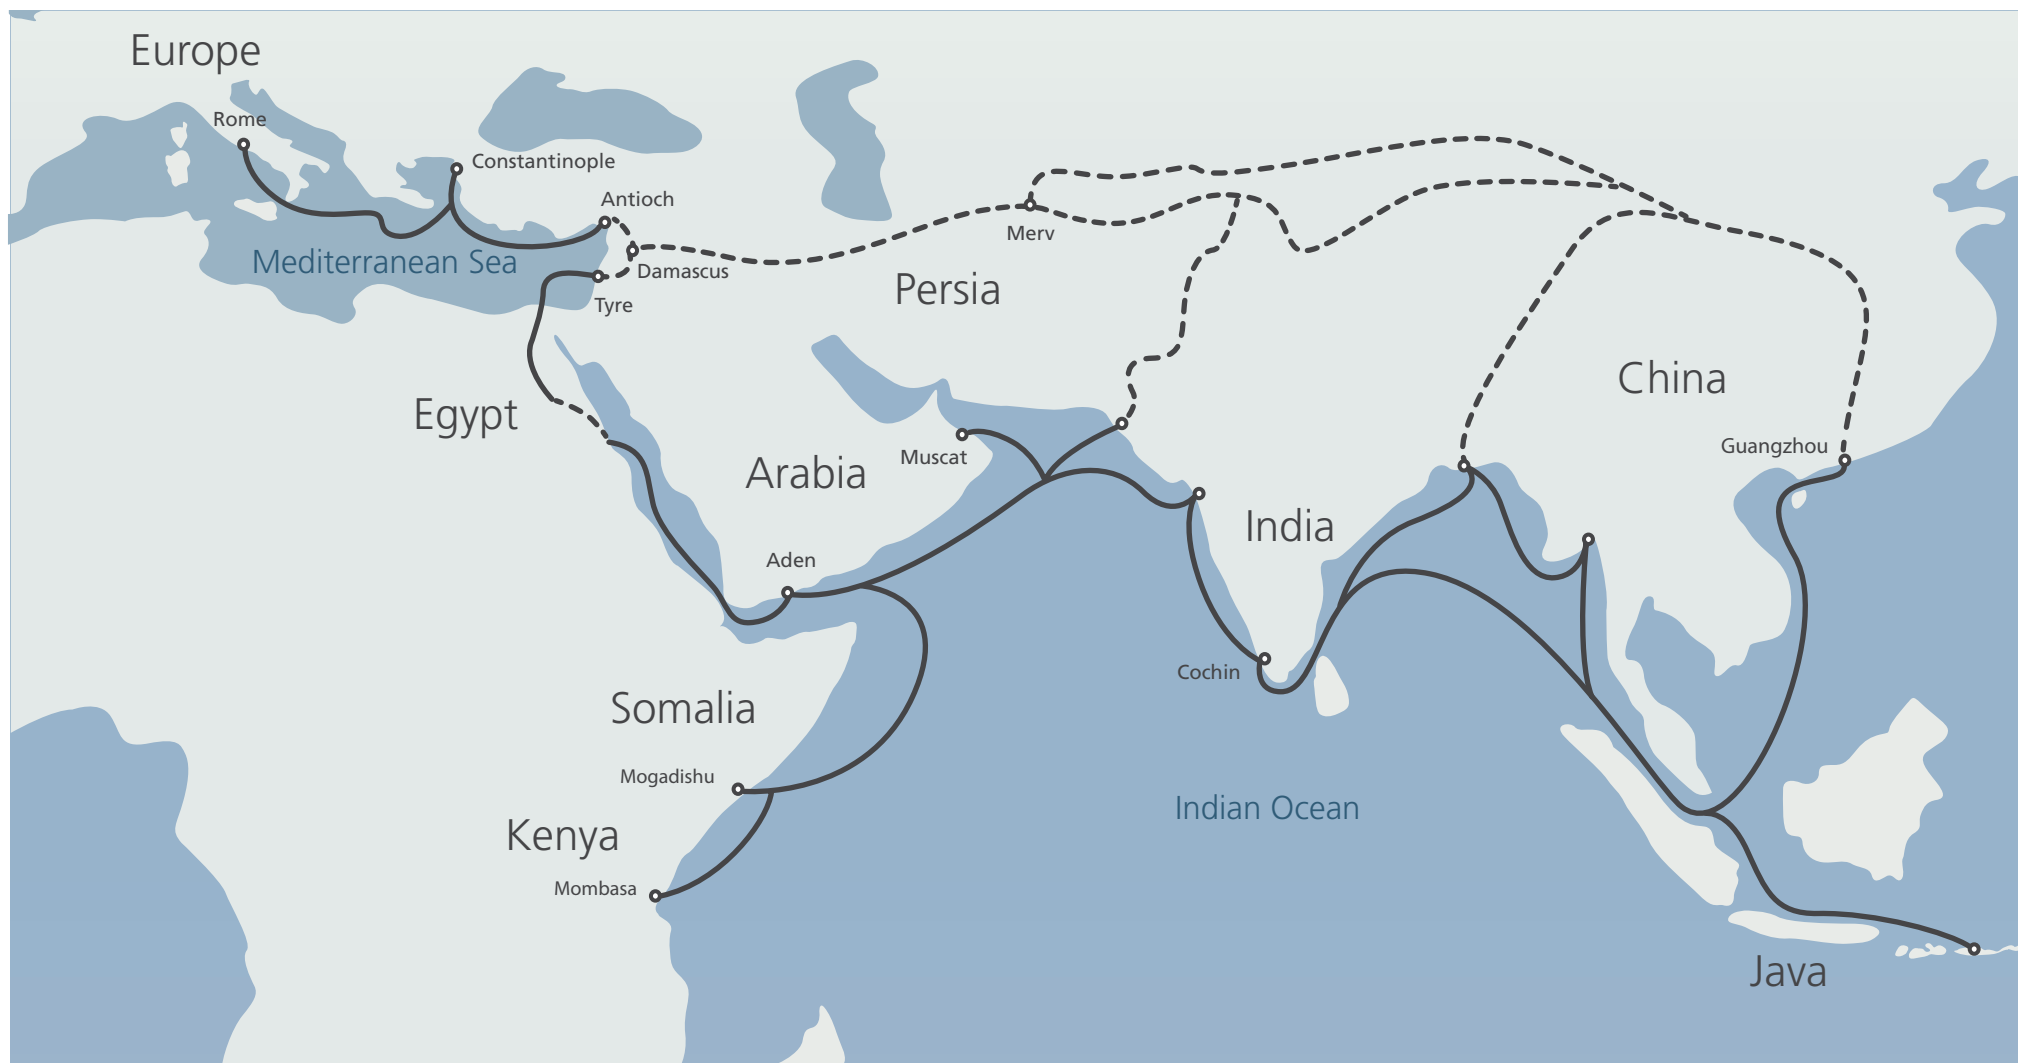 Europe
Rome
Constantinople
Antioch
Mediterranean Sea
Damascus
Merv
Tyre
Persia
Egypt
China
Muscat
Arabia
Guangzhou
India
Aden
Cochin
Somalia
Mogadishu
Indian Ocean
Kenya
Mombasa
Java